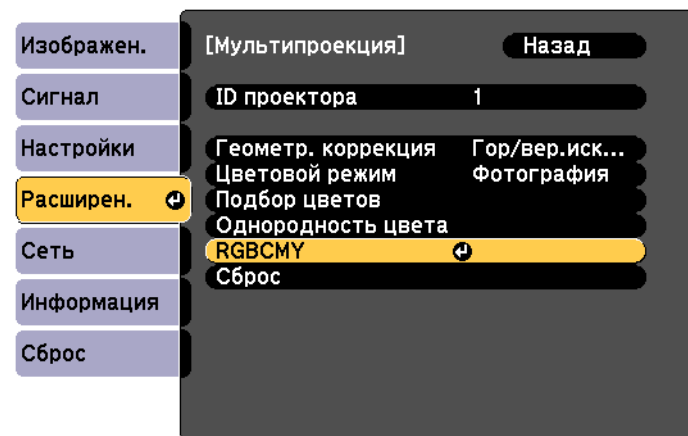 Изображен.
Сигнал
Настройки
Расширен.
Сеть
Информация
Сброс
[Мультипроекция] Назад
ID проектора 1
Геометр. коррекция Гор/вер.иск...
Цветовой режим Фотография
Подбор цветов
Однородность цвета
RGBCMY
Сброс